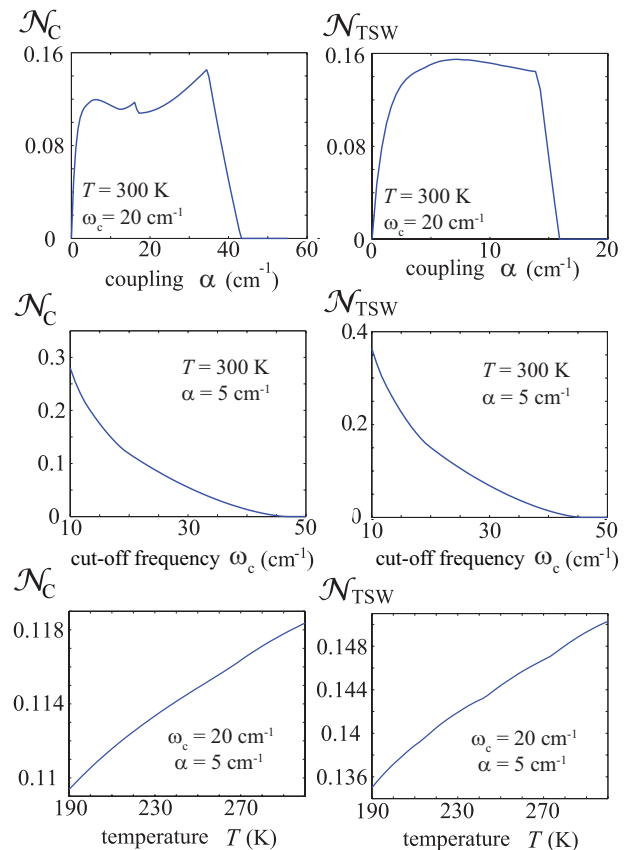 𝒩C
0.16
0.08
0
T = 300 K
ωc = 20 cm⁻¹
0 20 40 60
coupling α (cm⁻¹)
𝒩TSW
0.16
0.08
0
T = 300 K
ωc = 20 cm⁻¹
0 10 20
coupling α (cm⁻¹)
𝒩C
0.3
0.2
0.1
0
T = 300 K
α = 5 cm⁻¹
10 30 50
cut-off frequency ωc (cm⁻¹)
𝒩TSW
0.4
0.2
0
T = 300 K
α = 5 cm⁻¹
10 30 50
cut-off frequency ωc (cm⁻¹)
𝒩C
0.118
0.114
0.11
ωc = 20 cm⁻¹
α = 5 cm⁻¹
190 230 270
temperature T (K)
𝒩TSW
0.148
0.144
0.14
0.136
ωc = 20 cm⁻¹
α = 5 cm⁻¹
190 230 270
temperature T (K)